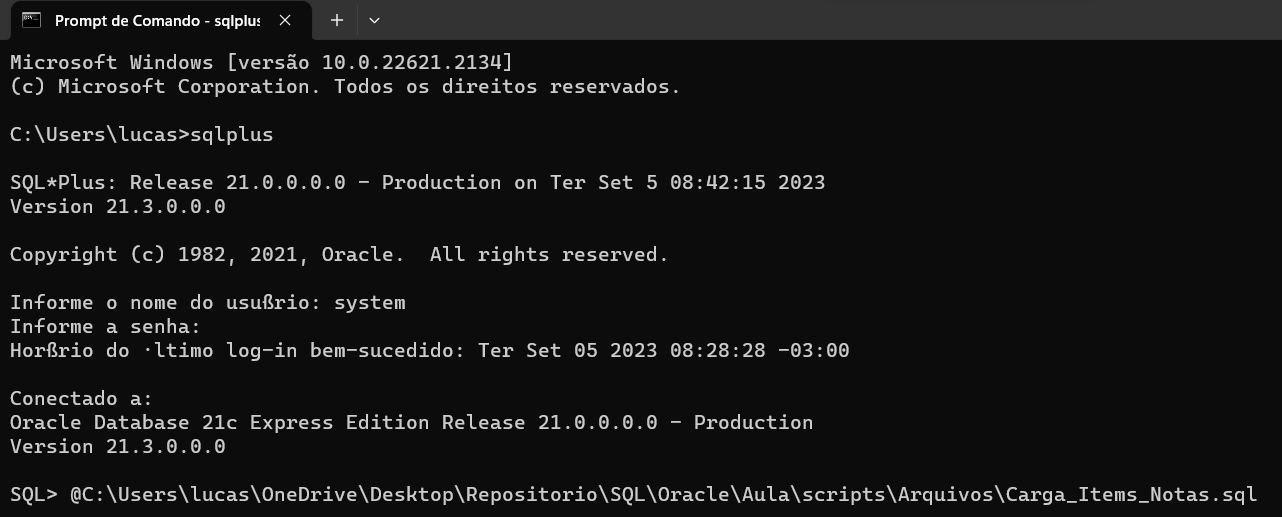 Prompt de Comando - sqlplus
Microsoft Windows [versão 10.0.22621.2134]
(c) Microsoft Corporation. Todos os direitos reservados.
C:\Users\lucas>sqlplus
SQL*Plus: Release 21.0.0.0.0 - Production on Ter Set 5 08:42:15 2023
Version 21.3.0.0.0
Copyright (c) 1982, 2021, Oracle.  All rights reserved.
Informe o nome do usußrio: system
Informe a senha:
Horßrio do ·ltimo log-in bem-sucedido: Ter Set 05 2023 08:28:28 -03:00
Conectado a:
Oracle Database 21c Express Edition Release 21.0.0.0.0 - Production
Version 21.3.0.0.0
SQL> @C:\Users\lucas\OneDrive\Desktop\Repositorio\SQL\Oracle\Aula\scripts\Arquivos\Carga_Items_Notas.sql